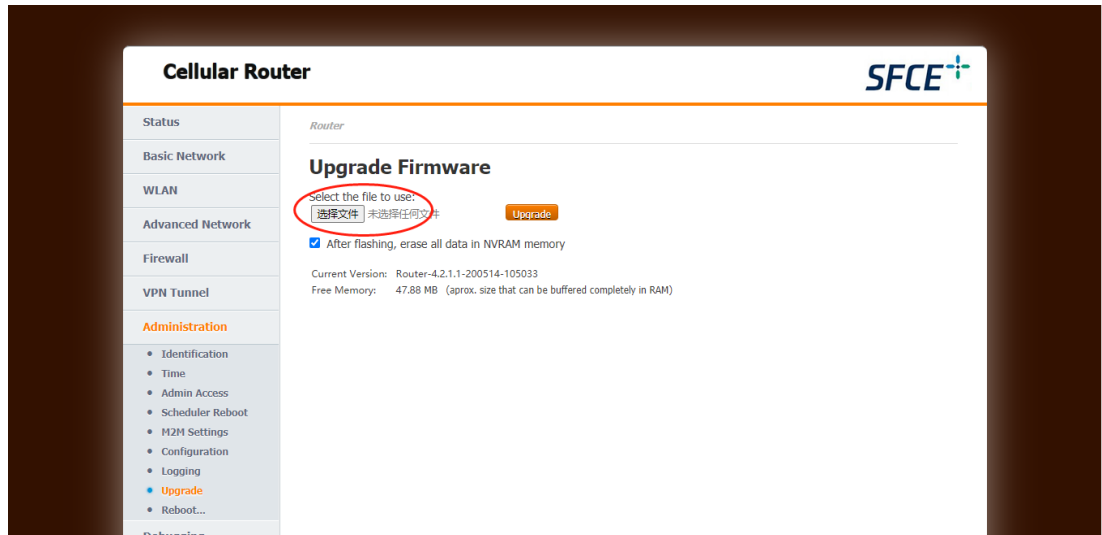 Cellular Router
SFCE
Status
Basic Network
WLAN
Advanced Network
Firewall
VPN Tunnel
Administration
Identification
Time
Admin Access
Scheduler Reboot
M2M Settings
Configuration
Logging
Upgrade
Reboot...
Debugging
Router
Upgrade Firmware
Select the file to use:
选择文件 未选择任何文件 Upgrade
After flashing, erase all data in NVRAM memory
Current Version: Router-4.2.1.1-200514-105033
Free Memory: 47.88 MB (aprox. size that can be buffered completely in RAM)